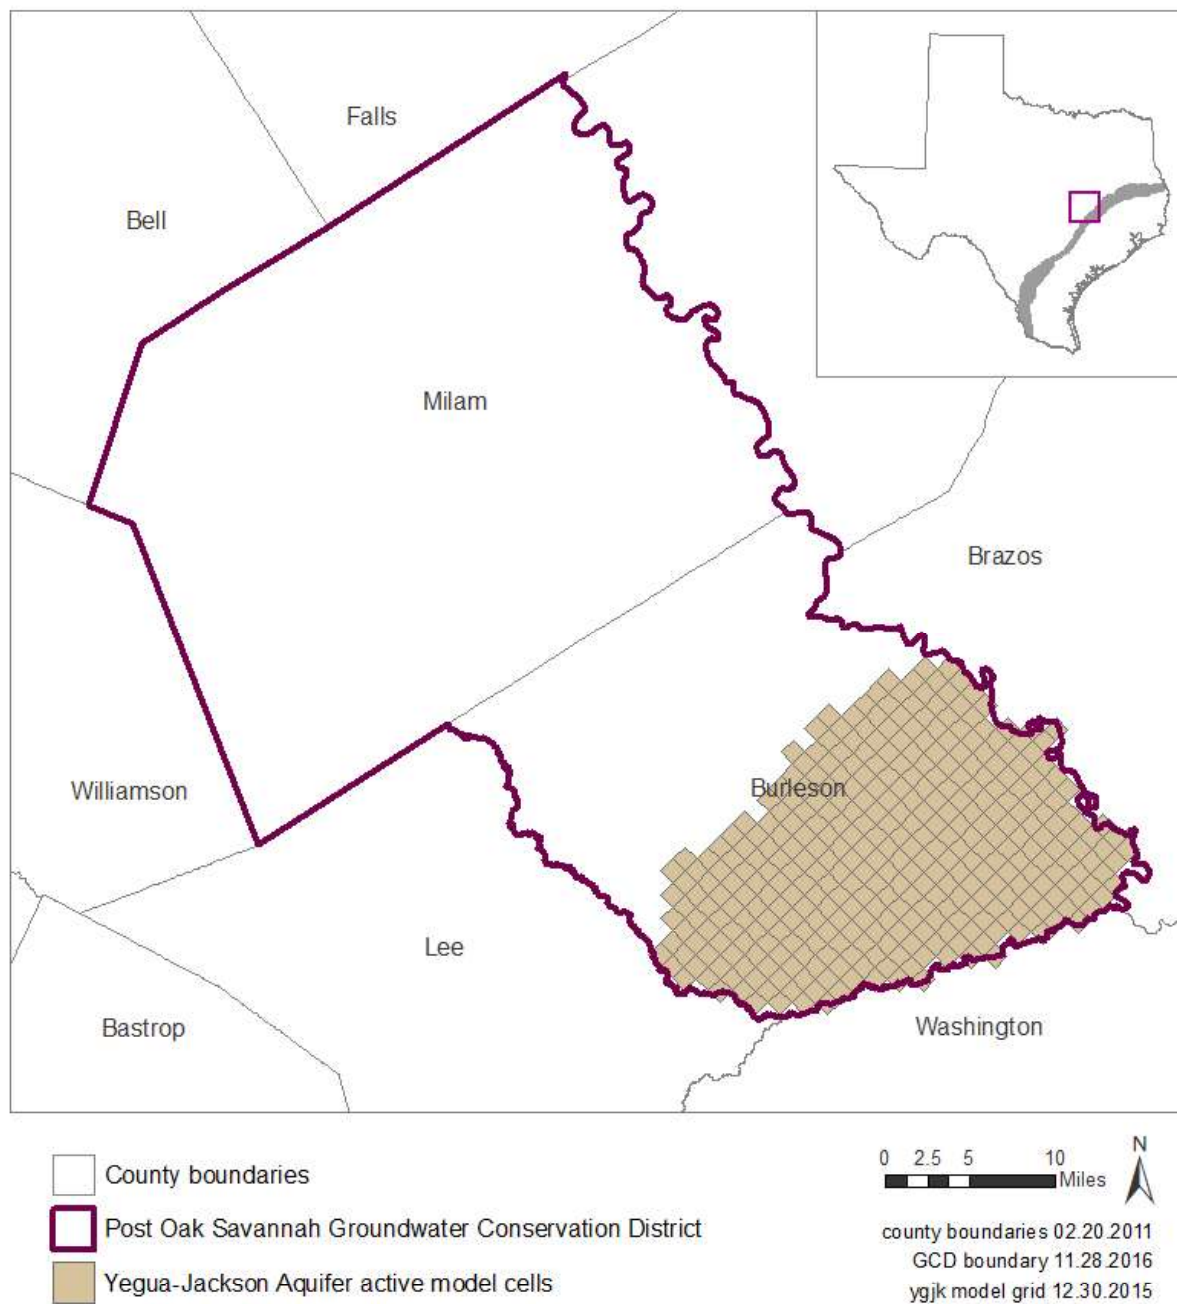 Falls
Bell
Milam
Brazos
Burleson
Williamson
Lee
Bastrop
Washington
County boundaries
Post Oak Savannah Groundwater Conservation District
Yegua-Jackson Aquifer active model cells
N
0 2.5 5 10
Miles
county boundaries 02.20.2011
GCD boundary 11.28.2016
ygjk model grid 12.30.2015